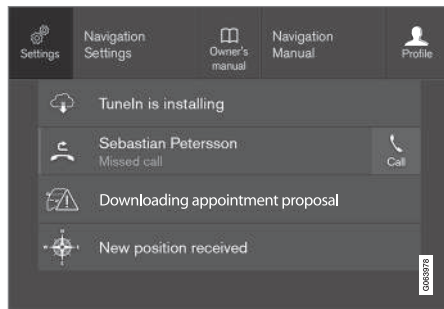 Settings
Navigation
Settings
Owner's
manual
Navigation
Manual
Profile
TuneIn is installing
Sebastian Petersson
Missed call
Call
Downloading appointment proposal
N
New position received
G063978